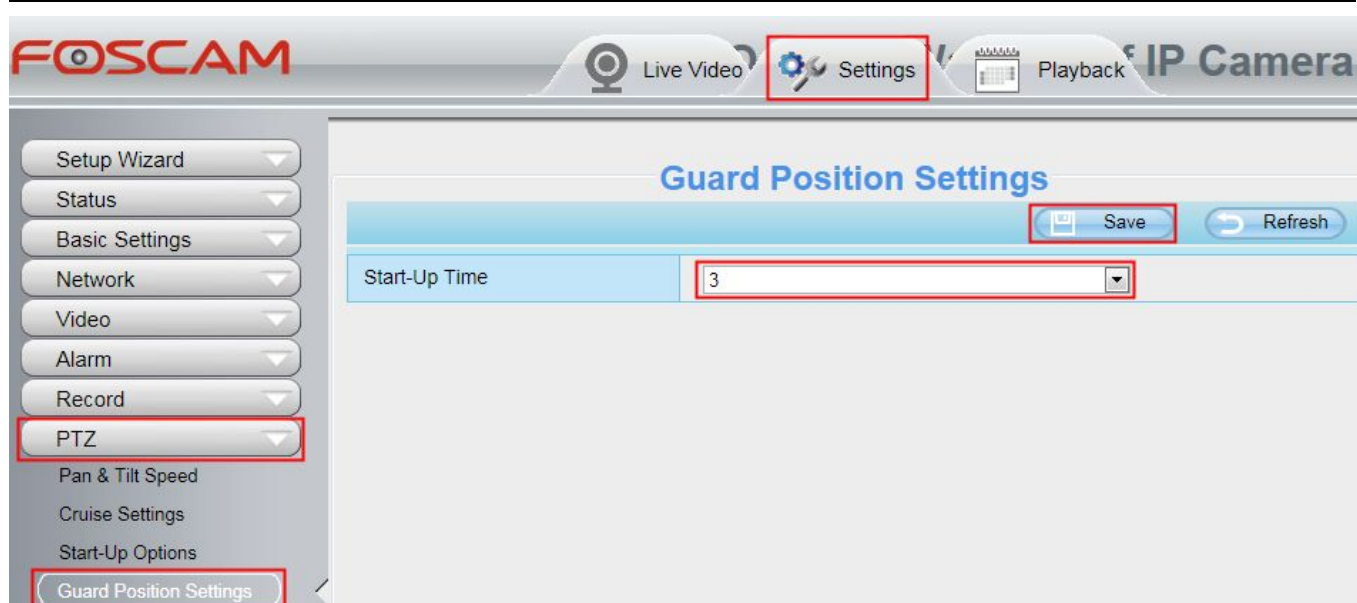 FOSCAM
Live Video
Settings
Playback
IP Camera
Setup Wizard
Status
Basic Settings
Network
Video
Alarm
Record
PTZ
Pan & Tilt Speed
Cruise Settings
Start-Up Options
Guard Position Settings
Guard Position Settings
Save
Refresh
Start-Up Time
3